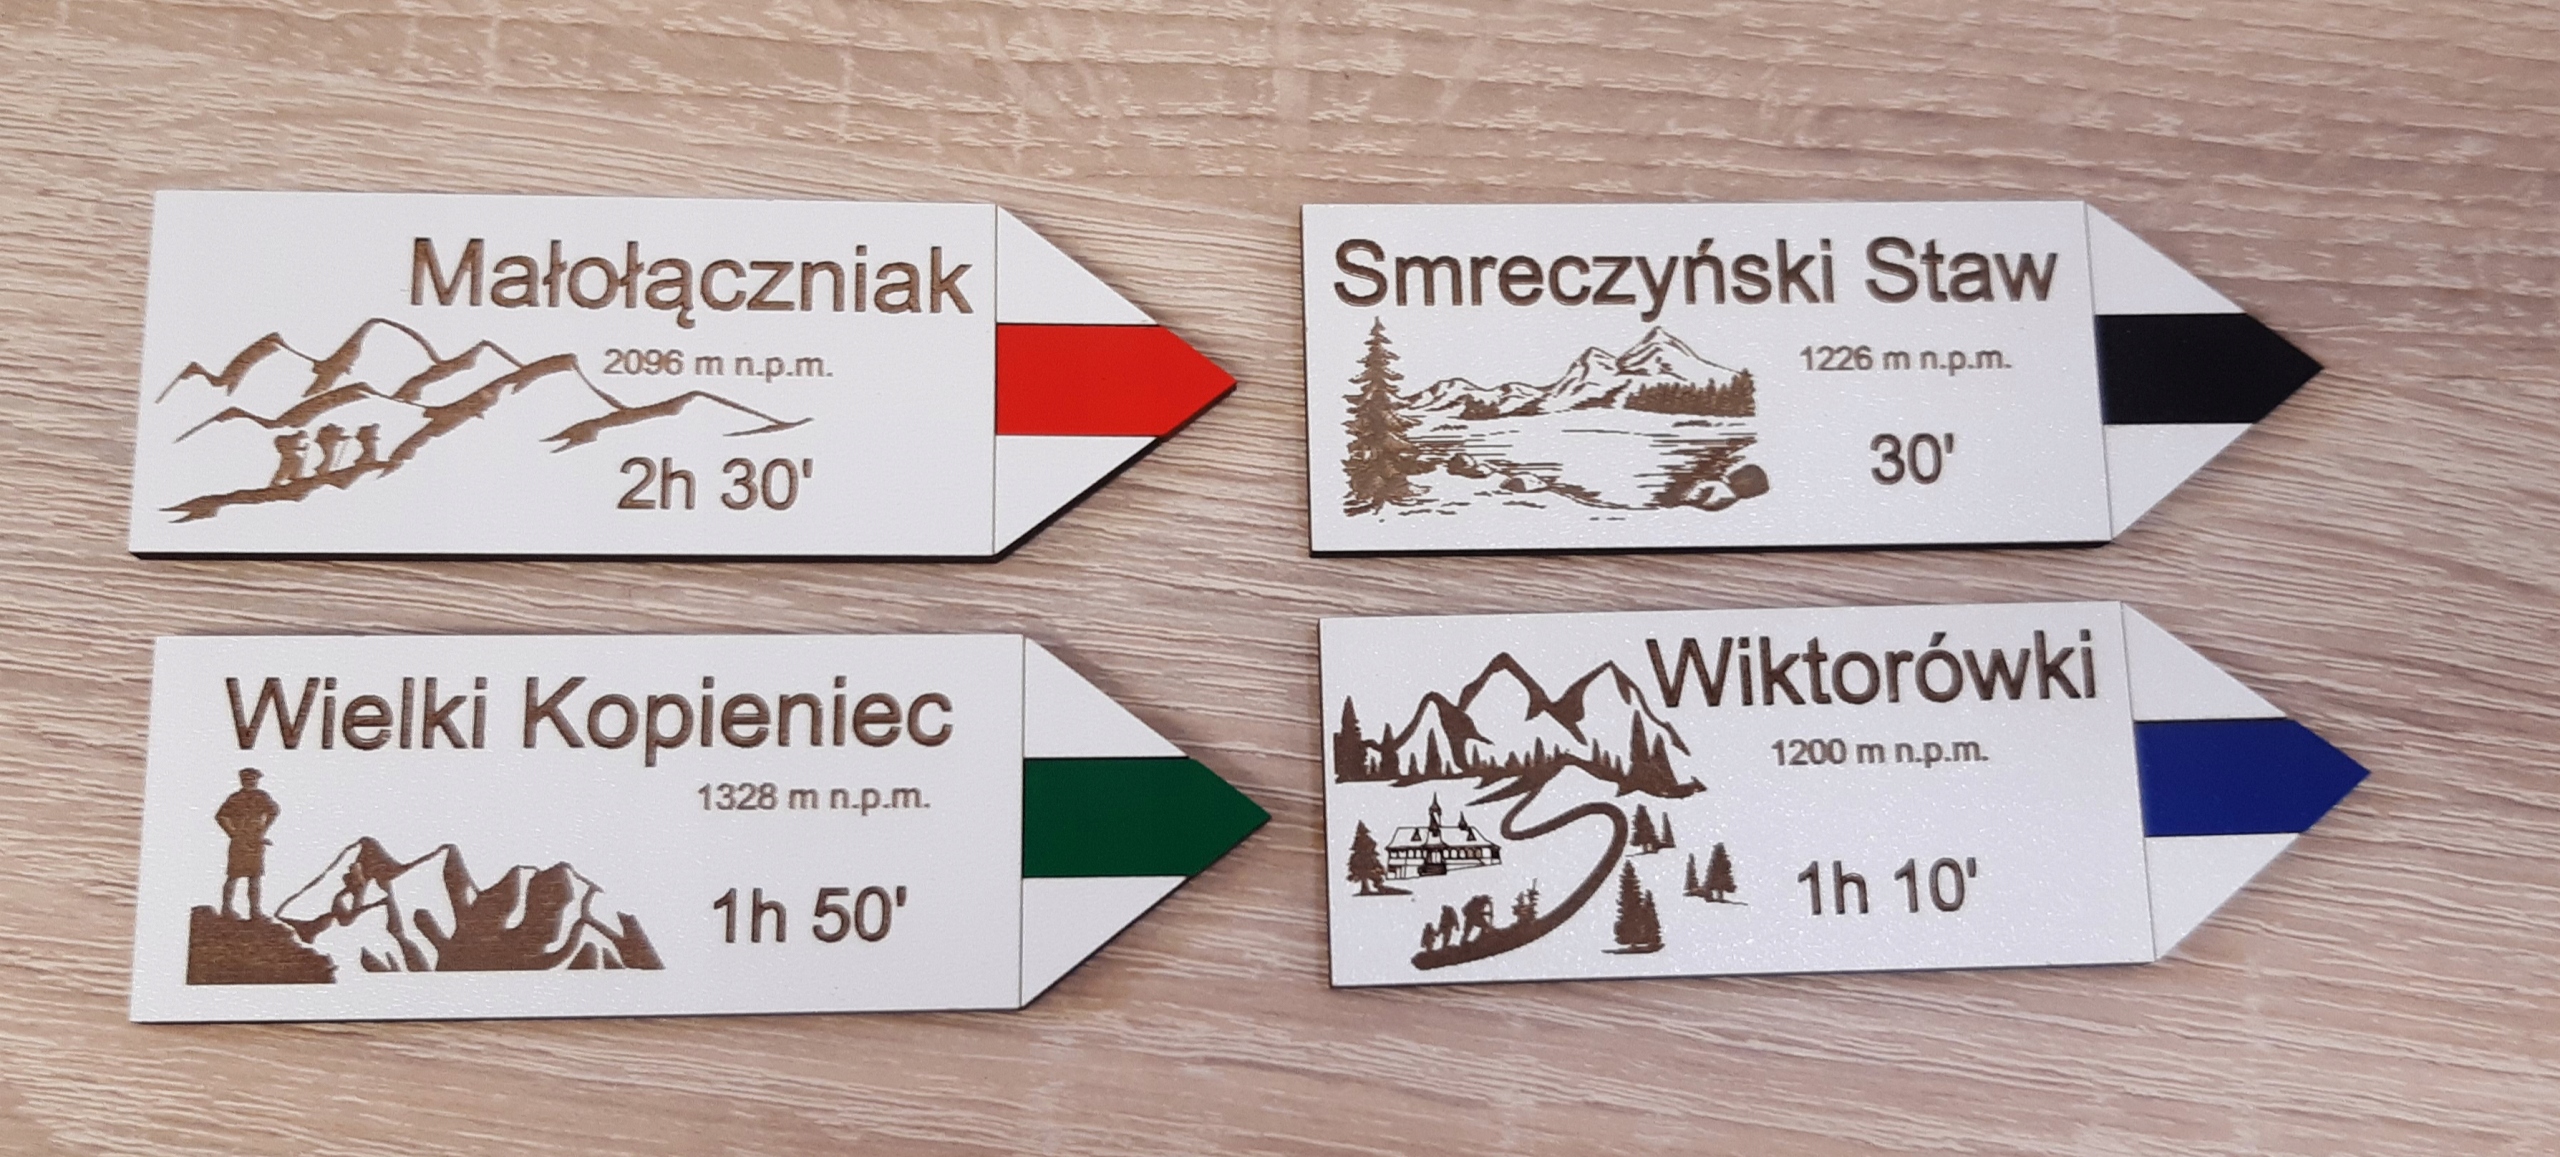 Małołączniak
2096 m n.p.m.
2h 30'
Smreczyński Staw
1226 m n.p.m.
30'
Wielki Kopieniec
1328 m n.p.m.
1h 50'
Wiktorówki
1200 m n.p.m.
1h 10'